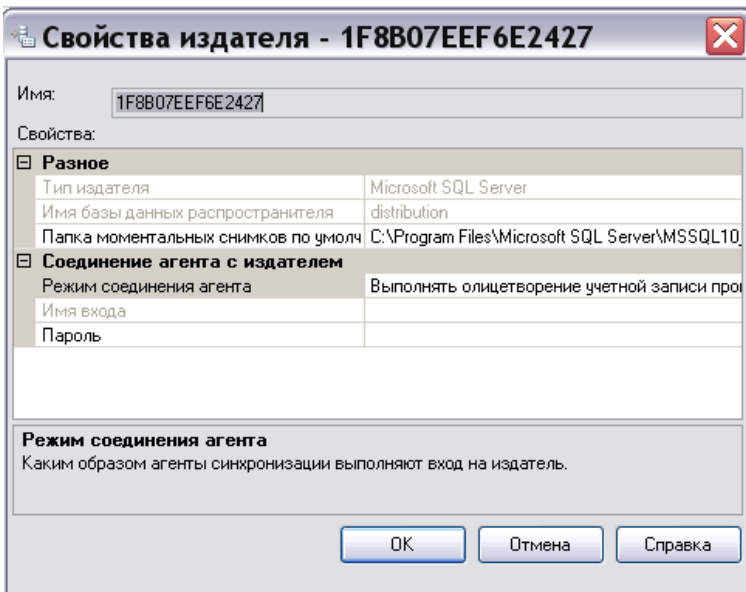 Свойства издателя - 1F8B07EEF6E2427
Имя: 1F8B07EEF6E2427
Свойства:
Разное
Тип издателя Microsoft SQL Server
Имя базы данных распространителя distribution
Папка моментальных снимков по умолч C:\Program Files\Microsoft SQL Server\MSSQL10_
Соединение агента с издателем
Режим соединения агента Выполнять олицетворение учетной записи про
Имя входа
Пароль
Режим соединения агента
Каким образом агенты синхронизации выполняют вход на издатель.
OK Отмена Справка